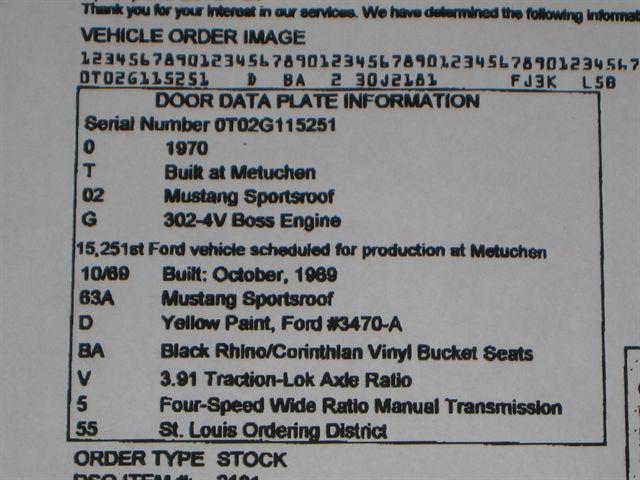 Thank you for your interest in our services. We have determined the following
VEHICLE ORDER IMAGE
123456789012345678901234567890123456789012345678901234567
0T02G115251 D BA 2 30J2181 FJ3K L5B
DOOR DATA PLATE INFORMATION
Serial Number 0T02G115251
0 1970
T Built at Metuchen
02 Mustang Sportsroof
G 302-4V Boss Engine
15,251st Ford vehicle scheduled for production at Metuchen
10/69 Built: October, 1969
63A Mustang Sportsroof
D Yellow Paint, Ford #3470-A
BA Black Rhino/Corinthian Vinyl Bucket Seats
V 3.91 Traction-Lok Axle Ratio
5 Four-Speed Wide Ratio Manual Transmission
55 St. Louis Ordering District
ORDER TYPE STOCK